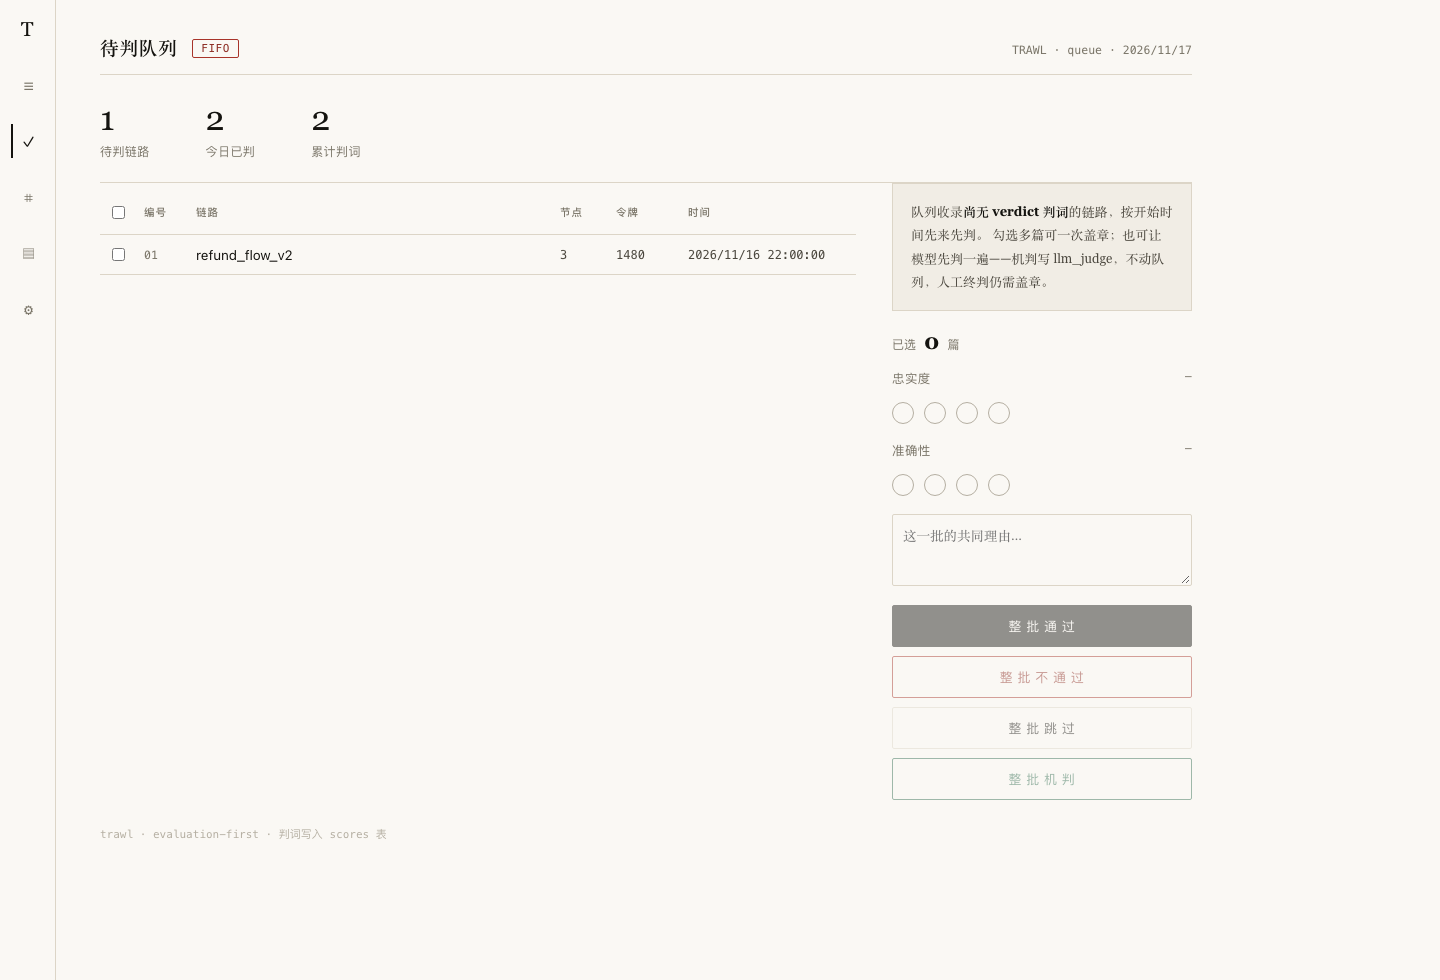 T
待判队列 FIFO
TRAWL · queue · 2026/11/17
1 2 2
待判链路 今日已判 累计判词
编号 链路 节点 令牌 时间
01 refund_flow_v2 3 1480 2026/11/16 22:00:00
队列收录尚无 verdict 判词的链路，按开始时
间先来先判。 勾选多篇可一次盖章；也可让
模型先判一遍——机判写 llm_judge，不动队
列，人工终判仍需盖章。
已选 0 篇
忠实度 —
准确性 —
这一批的共同理由…
整批通过
整批不通过
整批跳过
整批机判
trawl · evaluation-first · 判词写入 scores 表